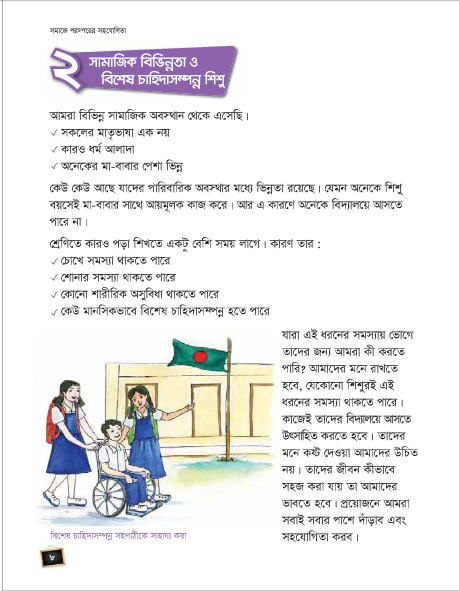 সমাজে পরস্পরের সহযোগিতা
২
সামাজিক বিভিন্নতা ও
বিশেষ চাহিদাসম্পন্ন শিশু
আমরা বিভিন্ন সামাজিক অবস্থান থেকে এসেছি।
✓ সকলের মাতৃভাষা এক নয়
✓ কারও ধর্ম আলাদা
✓ অনেকের মা-বাবার পেশা ভিন্ন
কেউ কেউ আছে যাদের পারিবারিক অবস্থার মধ্যে ভিন্নতা রয়েছে। যেমন অনেকে শিশু
বয়সেই মা-বাবার সাথে আয়মূলক কাজ করে। আর এ কারণে অনেকে বিদ্যালয়ে আসতে
পারে না।
শ্রেণিতে কারও পড়া শিখতে একটু বেশি সময় লাগে। কারণ তার :
✓ চোখে সমস্যা থাকতে পারে
✓ শোনার সমস্যা থাকতে পারে
✓ কোনো শারীরিক অসুবিধা থাকতে পারে
✓ কেউ মানসিকভাবে বিশেষ চাহিদাসম্পন্ন হতে পারে
যারা এই ধরনের সমস্যায় ভোগে
তাদের জন্য আমরা কী করতে
পারি? আমাদের মনে রাখতে
হবে, যেকোনো শিশুরই এই
ধরনের সমস্যা থাকতে পারে।
কাজেই তাদের বিদ্যালয়ে আসতে
উৎসাহিত করতে হবে। তাদের
মনে কষ্ট দেওয়া আমাদের উচিত
নয়। তাদের জীবন কীভাবে
সহজ করা যায় তা আমাদের
ভাবতে হবে। প্রয়োজনে আমরা
সবাই সবার পাশে দাঁড়াব এবং
সহযোগিতা করব।
বিশেষ চাহিদাসম্পন্ন সহপাঠীকে সাহায্য করা
৮